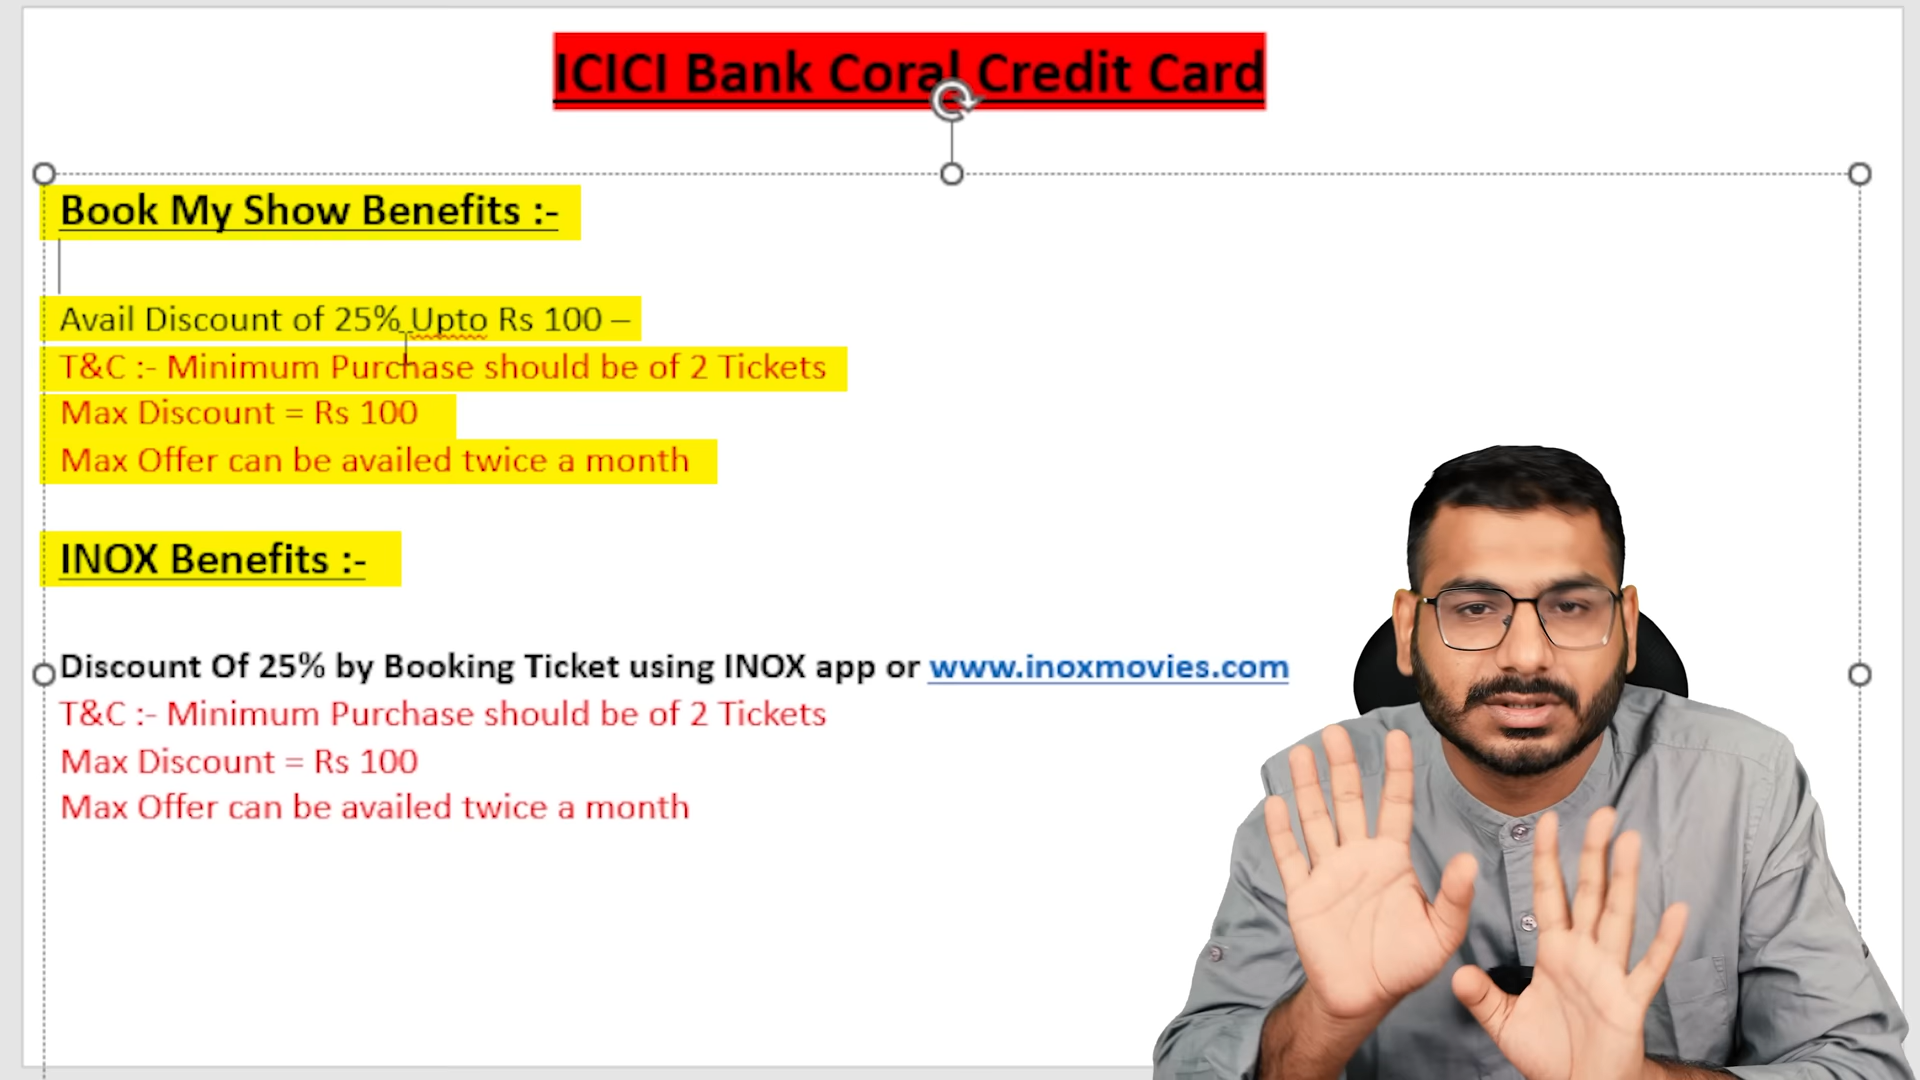 ICICI Bank Coral Credit Card
Book My Show Benefits :-
Avail Discount of 25% Upto Rs 100 –
T&C :- Minimum Purchase should be of 2 Tickets
Max Discount = Rs 100
Max Offer can be availed twice a month
INOX Benefits :-
Discount Of 25% by Booking Ticket using INOX app or www.inoxmovies.com
T&C :- Minimum Purchase should be of 2 Tickets
Max Discount = Rs 100
Max Offer can be availed twice a month